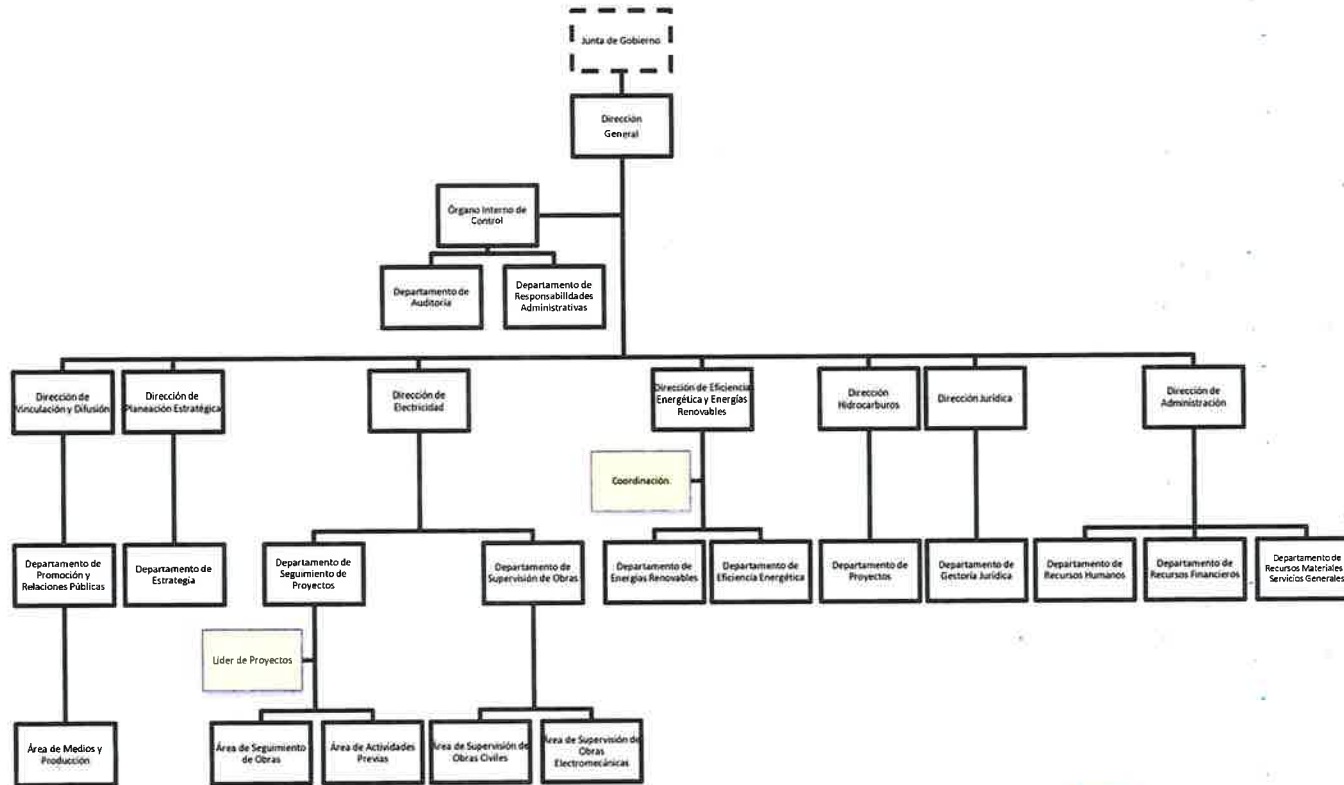 Junta de Gobierno
Dirección
General
Órgano Interno de
Control
Departamento de
Auditoría
Departamento de
Responsabilidades
Administrativas
Dirección de
Vinculación y Difusión
Dirección de
Planeación Estratégica
Dirección de
Electricidad
Dirección de Eficiencia
Energética y Energías
Renovables
Dirección
Hidrocarburos
Dirección Jurídica
Dirección de
Administración
Coordinación
Departamento de
Promoción y
Relaciones Públicas
Departamento de
Estrategia
Departamento de
Seguimiento de
Proyectos
Departamento de
Supervisión de Obras
Departamento de
Energías Renovables
Departamento de
Eficiencia Energética
Departamento de
Proyectos
Departamento de
Gestoría Jurídica
Departamento de
Recursos Humanos
Departamento de
Recursos Financieros
Departamento de
Recursos Materiales
Servicios Generales
Líder de Proyectos
Área de Medios y
Producción
Área de Seguimiento
de Obras
Área de Actividades
Previas
Área de Supervisión de
Obras Civiles
Área de Supervisión de
Obras
Electromecánicas